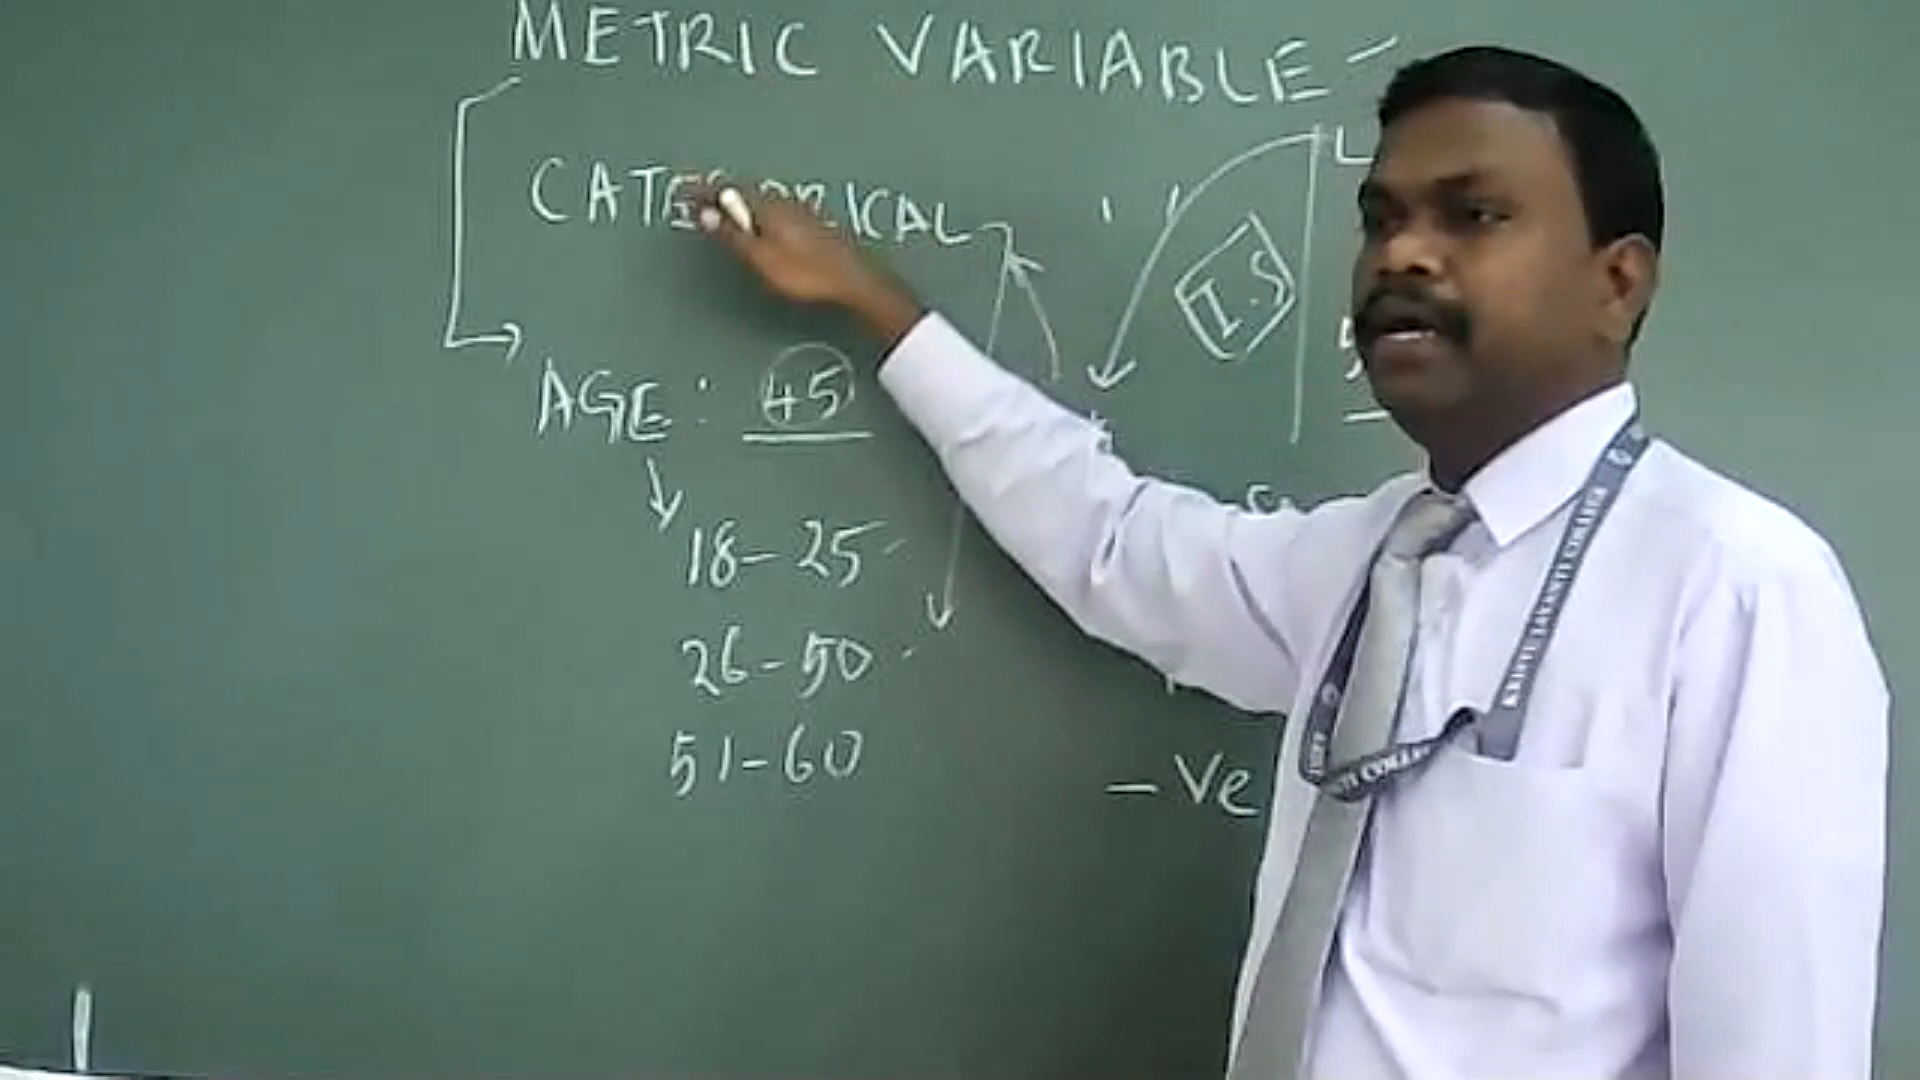 METRIC VARIABLE -
CATEGORICAL
I.S
AGE : 45
18-25
26-50
51-60
-Ve